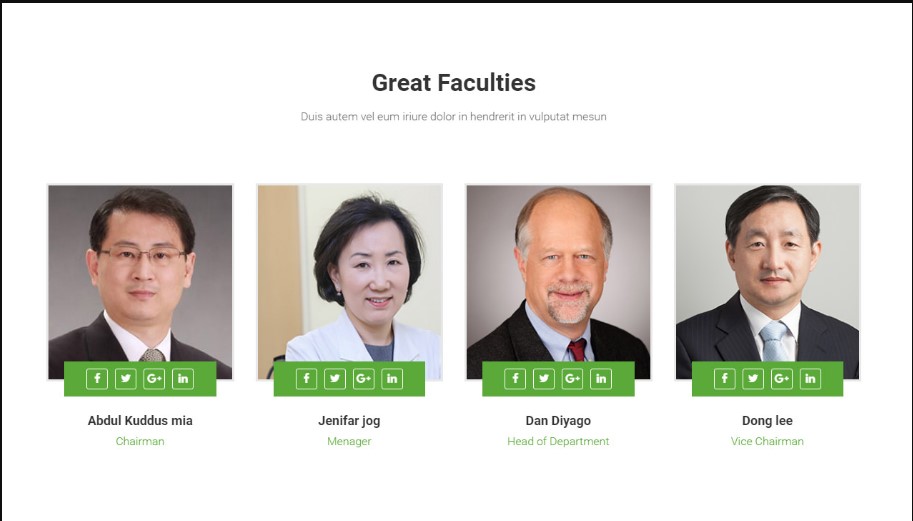 Great Faculties
Duis autem vel eum iriure dolor in hendrerit in vulputat mesun
f G+ in f G+ in f G+ in f G+ in
Abdul Kuddus mia Jenifar jog Dan Diyago Dong lee
Chairman Menager Head of Department Vice Chairman